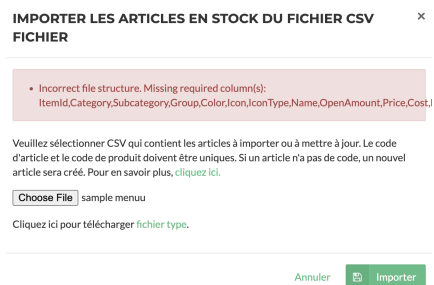 IMPORTER LES ARTICLES EN STOCK DU FICHIER CSV
FICHIER
×
• Incorrect file structure. Missing required column(s):
ItemId,Category,Subcategory,Group,Color,Icon,IconType,Name,OpenAmount,Price,Cost,
Veuillez sélectionner CSV qui contient les articles à importer ou à mettre à jour. Le code
d'article et le code de produit doivent être uniques. Si un article n'a pas de code, un nouvel
article sera créé. Pour en savoir plus, cliquez ici.
Choose File sample menuu
Cliquez ici pour télécharger fichier type.
Annuler Importer